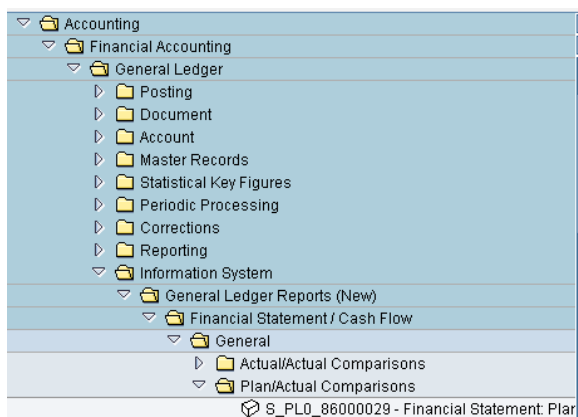 Accounting
Financial Accounting
General Ledger
Posting
Document
Account
Master Records
Statistical Key Figures
Periodic Processing
Corrections
Reporting
Information System
General Ledger Reports (New)
Financial Statement / Cash Flow
General
Actual/Actual Comparisons
Plan/Actual Comparisons
S_PL0_86000029 - Financial Statement: Plan